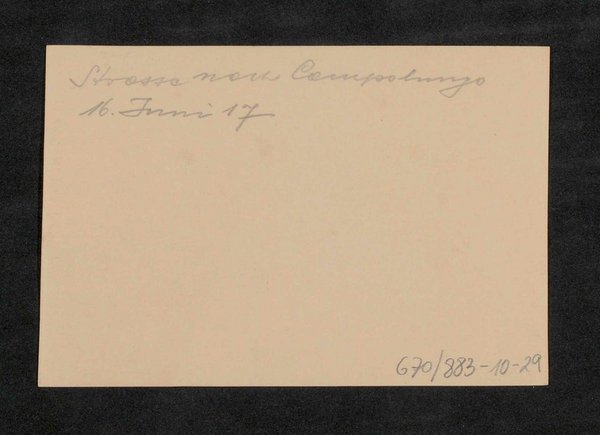 Strasse nach Campolungo
16. Juni 17
670/883-10-29